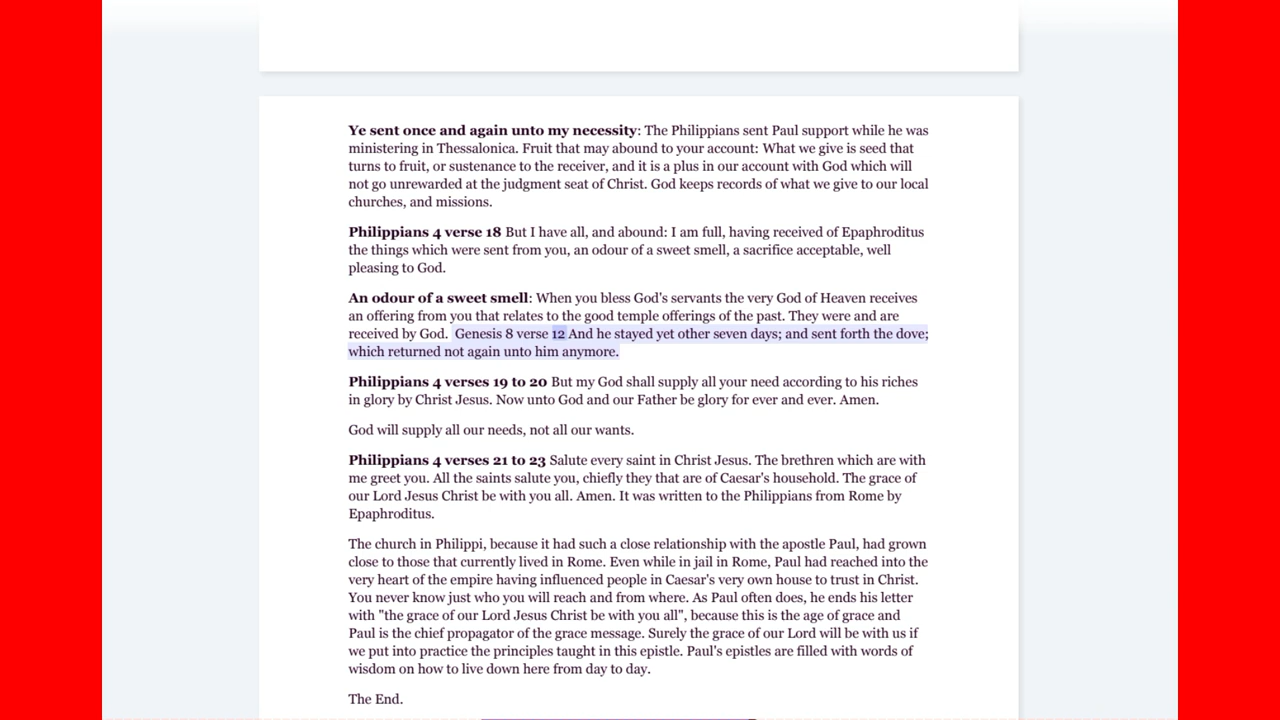 Ye sent once and again unto my necessity: The Philippians sent Paul support while he was
ministering in Thessalonica. Fruit that may abound to your account: What we give is seed that
turns to fruit, or sustenance to the receiver, and it is a plus in our account with God which will
not go unrewarded at the judgment seat of Christ. God keeps records of what we give to our local
churches, and missions.
Philippians 4 verse 18 But I have all, and abound: I am full, having received of Epaphroditus
the things which were sent from you, an odour of a sweet smell, a sacrifice acceptable, well
pleasing to God.
An odour of a sweet smell: When you bless God's servants the very God of Heaven receives
an offering from you that relates to the good temple offerings of the past. They were and are
received by God. Genesis 8 verse 12 And he stayed yet other seven days; and sent forth the dove;
which returned not again unto him anymore.
Philippians 4 verses 19 to 20 But my God shall supply all your need according to his riches
in glory by Christ Jesus. Now unto God and our Father be glory for ever and ever. Amen.
God will supply all our needs, not all our wants.
Philippians 4 verses 21 to 23 Salute every saint in Christ Jesus. The brethren which are with
me greet you. All the saints salute you, chiefly they that are of Caesar's household. The grace of
our Lord Jesus Christ be with you all. Amen. It was written to the Philippians from Rome by
Epaphroditus.
The church in Philippi, because it had such a close relationship with the apostle Paul, had grown
close to those that currently lived in Rome. Even while in jail in Rome, Paul had reached into the
very heart of the empire having influenced people in Caesar's very own house to trust in Christ.
You never know just who you will reach and from where. As Paul often does, he ends his letter
with "the grace of our Lord Jesus Christ be with you all", because this is the age of grace and
Paul is the chief propagator of the grace message. Surely the grace of our Lord will be with us if
we put into practice the principles taught in this epistle. Paul's epistles are filled with words of
wisdom on how to live down here from day to day.
The End.